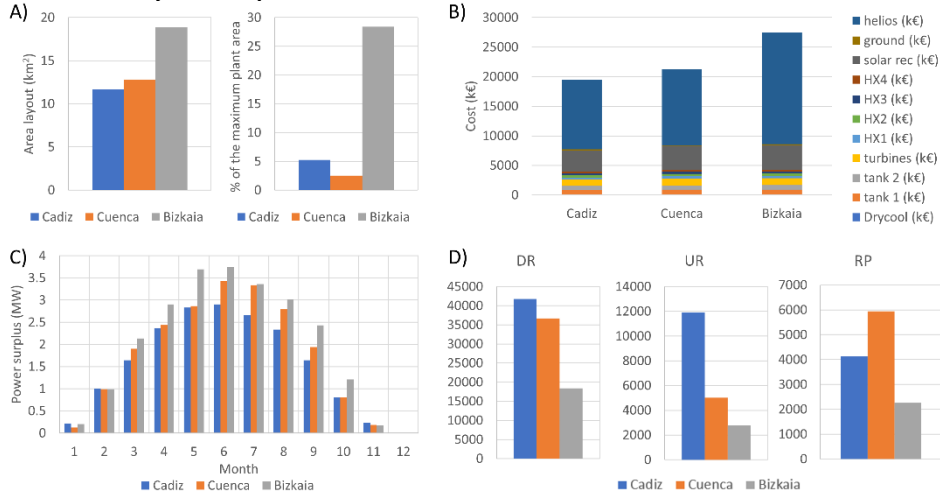 A)
Area layout (km²)
20
15
10
5
0
Cadiz Cuenca Bizkaia
% of the maximum plant area
30
25
20
15
10
5
0
Cadiz Cuenca Bizkaia
B)
Cost (k€)
30000
25000
20000
15000
10000
5000
0
Cadiz Cuenca Bizkaia
helios (k€)
ground (k€)
solar rec (k€)
HX4 (k€)
HX3 (k€)
HX2 (k€)
HX1 (k€)
turbines (k€)
tank 2 (k€)
tank 1 (k€)
Drycool (k€)
C)
Power surplus (MW)
4
3.5
3
2.5
2
1.5
1
0.5
0
1 2 3 4 5 6 7 8 9 10 11 12
Month
Cadiz Cuenca Bizkaia
D)
DR
45000
40000
35000
30000
25000
20000
15000
10000
5000
0
UR
14000
12000
10000
8000
6000
4000
2000
0
RP
7000
6000
5000
4000
3000
2000
1000
0
Cadiz Cuenca Bizkaia